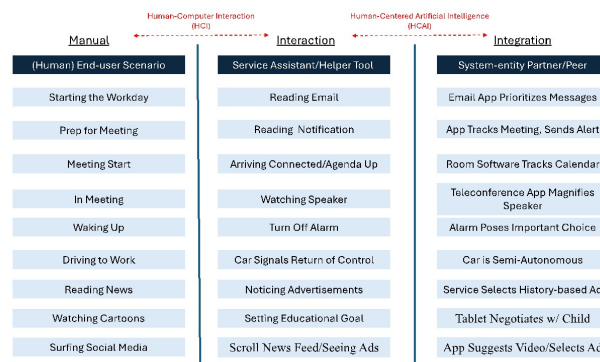 Human-Computer Interaction
(HCI)
Human-Centered Artificial Intelligence
(HCAI)
Manual
Interaction
Integration
(Human) End-user Scenario
Service Assistant/Helper Tool
System-entity Partner/Peer
Starting the Workday
Reading Email
Email App Prioritizes Messages
Prep for Meeting
Reading Notification
App Tracks Meeting, Sends Alert
Meeting Start
Arriving Connected/Agenda Up
Room Software Tracks Calendar
In Meeting
Watching Speaker
Teleconference App Magnifies
Speaker
Waking Up
Turn Off Alarm
Alarm Poses Important Choice
Driving to Work
Car Signals Return of Control
Car is Semi-Autonomous
Reading News
Noticing Advertisements
Service Selects History-based Ad
Watching Cartoons
Setting Educational Goal
Tablet Negotiates w/ Child
Surfing Social Media
Scroll News Feed/Seeing Ads
App Suggests Video/Selects Ad